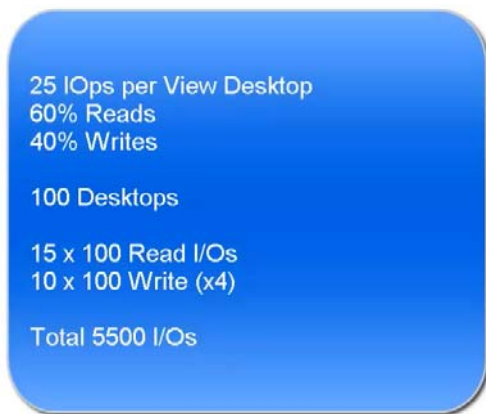 25 IOps per View Desktop
60% Reads
40% Writes
100 Desktops
15 x 100 Read I/Os
10 x 100 Write (x4)
Total 5500 I/Os